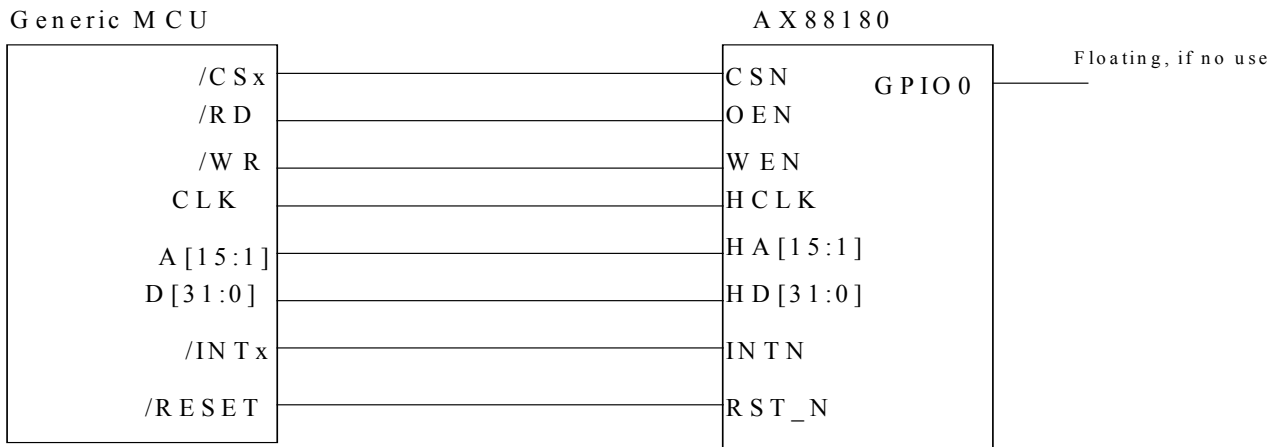 Generic MCU
AX88180
Floating, if no use
/CSx
CSN
GPIO0
/RD
OEN
/WR
WEN
CLK
HCLK
A[15:1]
HA[15:1]
D[31:0]
HD[31:0]
/INTx
INTN
/RESET
RST_N